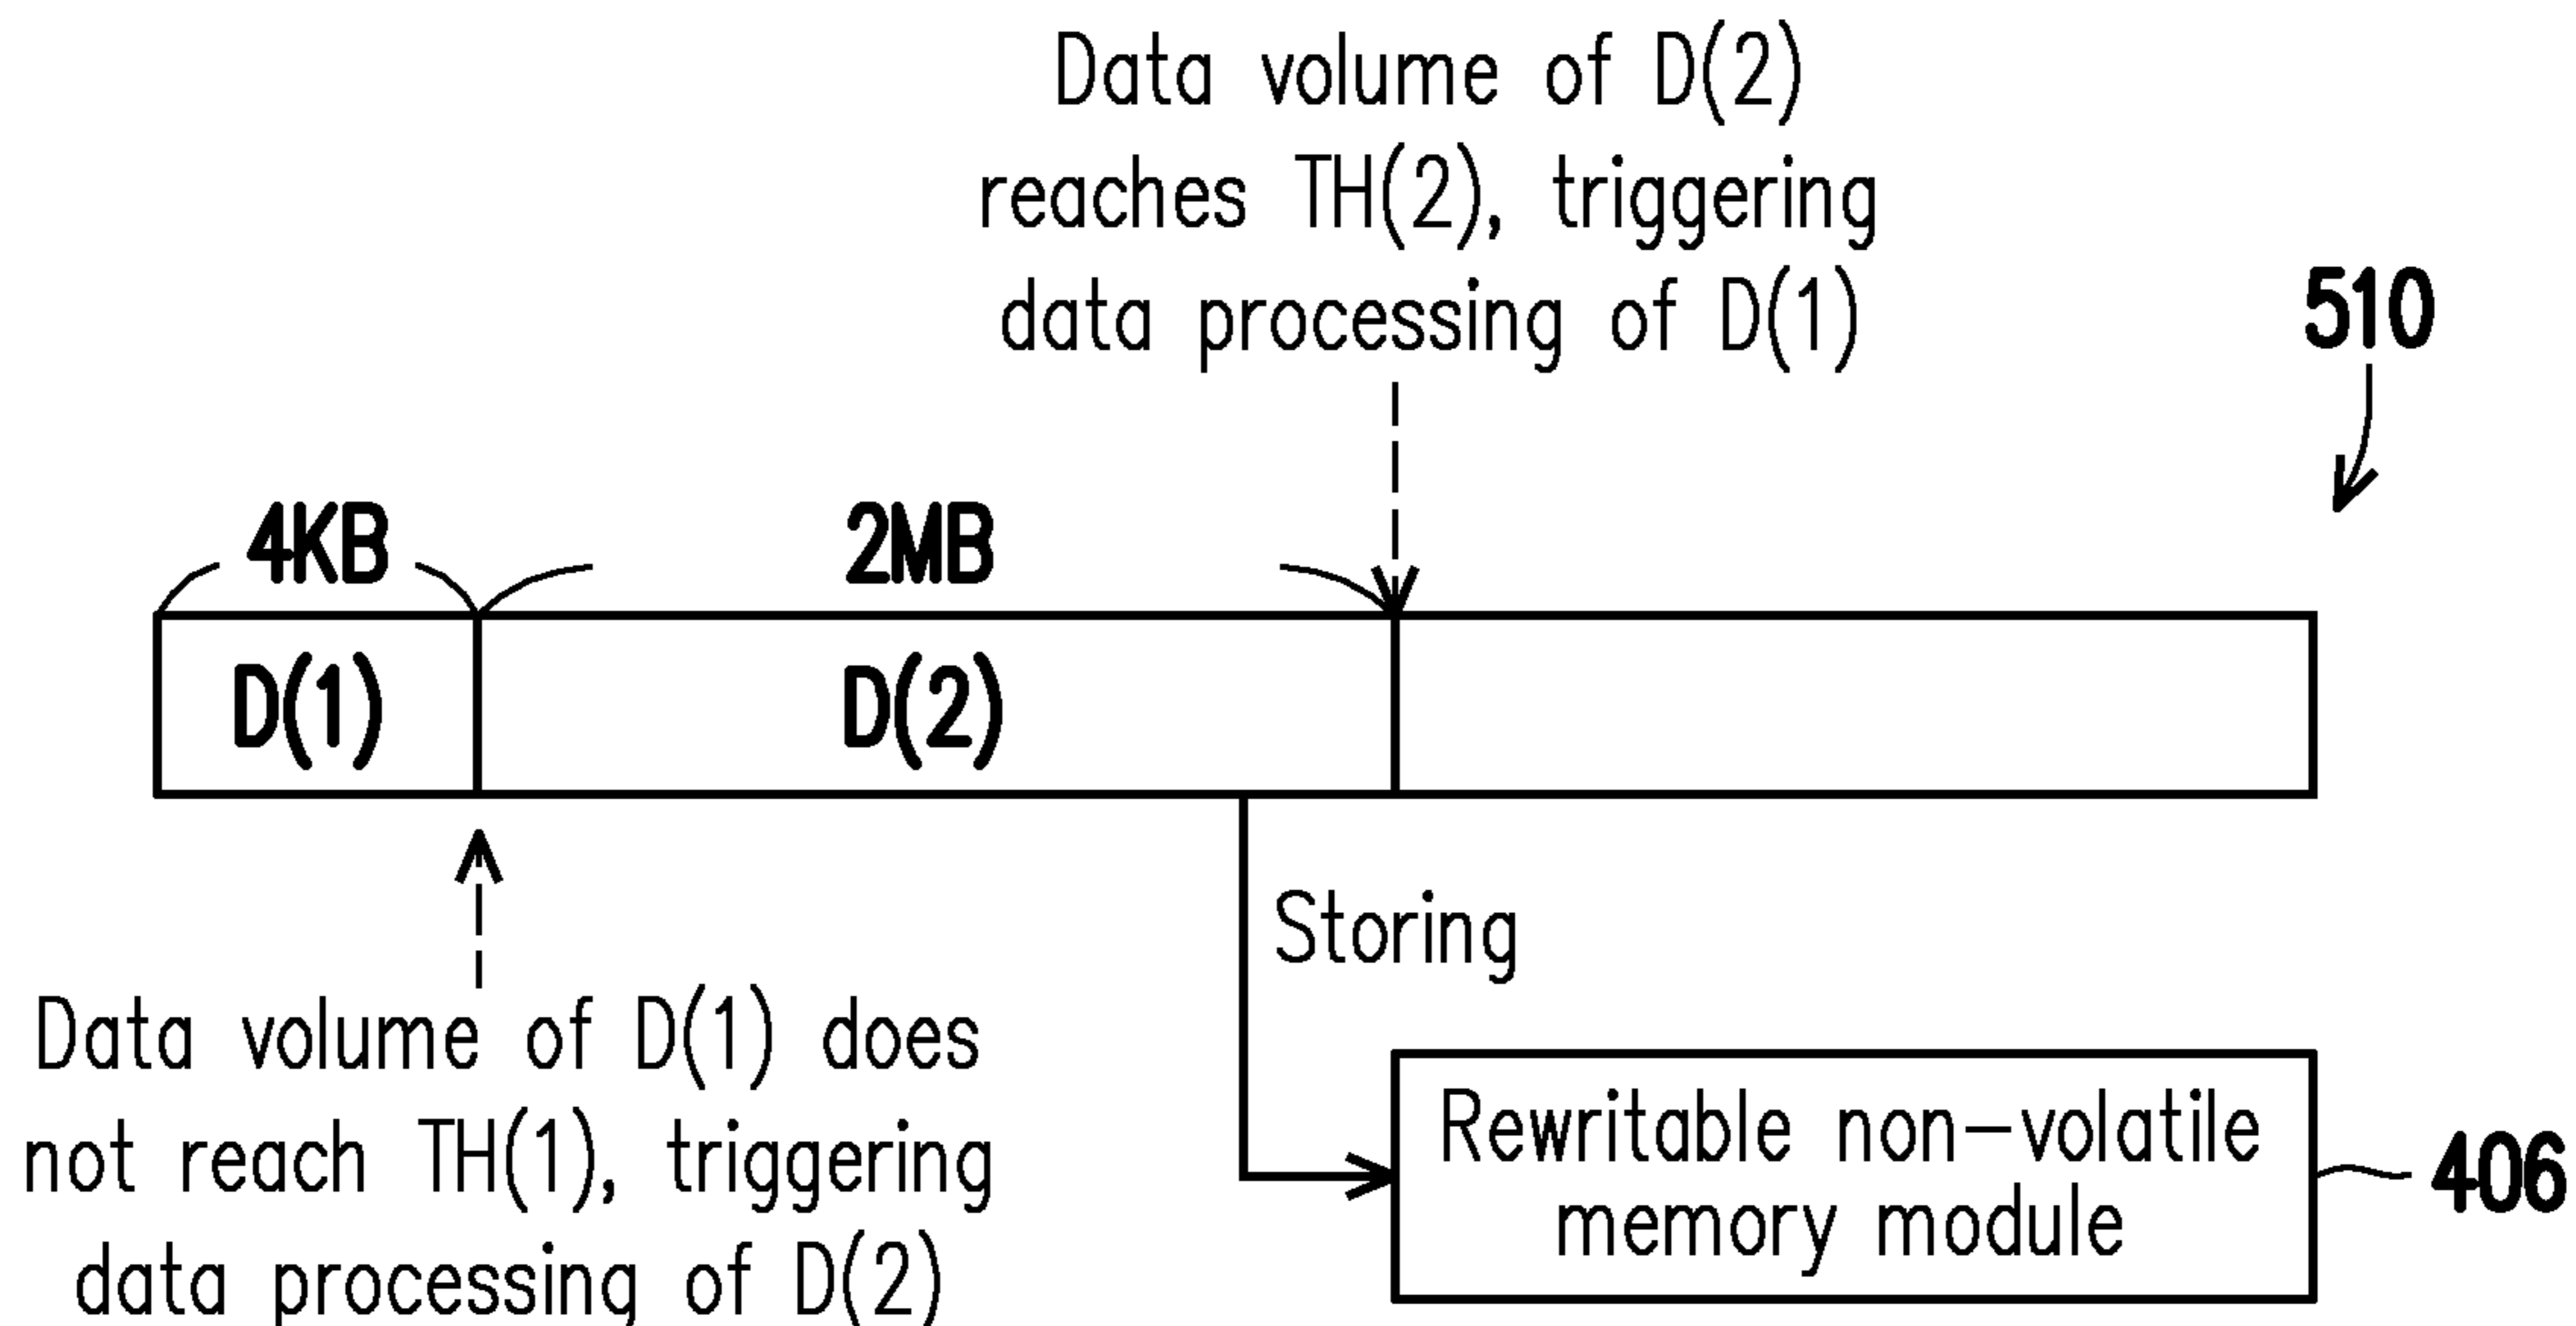 Data volume of D(2)
reaches TH(2), triggering
data processing of D(1)
510
4KB
2MB
D(1)
D(2)
Storing
Data volume of D(1) does
not reach TH(1), triggering
data processing of D(2)
Rewritable non-volatile
memory module
406